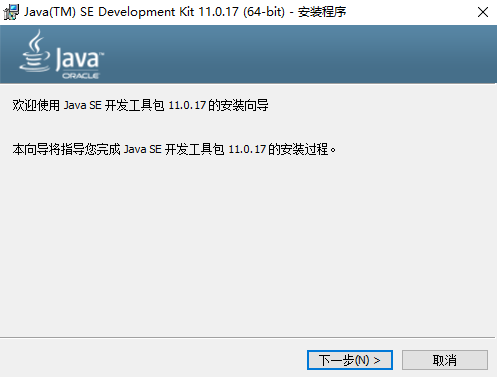 Java(TM) SE Development Kit 11.0.17 (64-bit) - 安装程序
Java™
ORACLE
欢迎使用 Java SE 开发工具包 11.0.17 的安装向导
本向导将指导您完成 Java SE 开发工具包 11.0.17 的安装过程。
下一步(N) >
取消